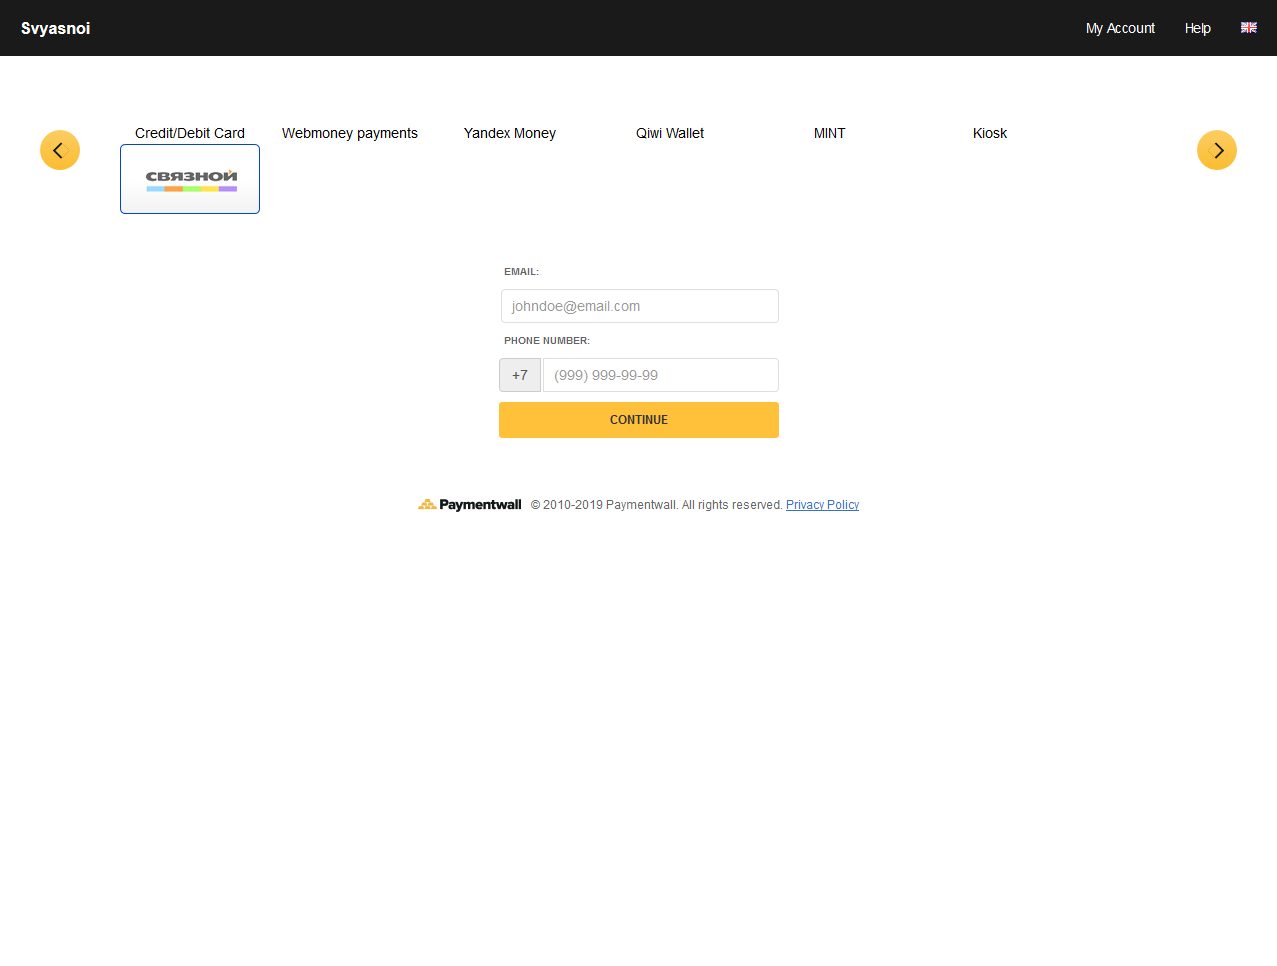 Svyasnoi
My Account
Help
Credit/Debit Card
Webmoney payments
Yandex Money
Qiwi Wallet
MINT
Kiosk
СВЯЗНОЙ
EMAIL:
johndoe@email.com
PHONE NUMBER:
+7
(999) 999-99-99
CONTINUE
Paymentwall © 2010-2019 Paymentwall. All rights reserved. Privacy Policy